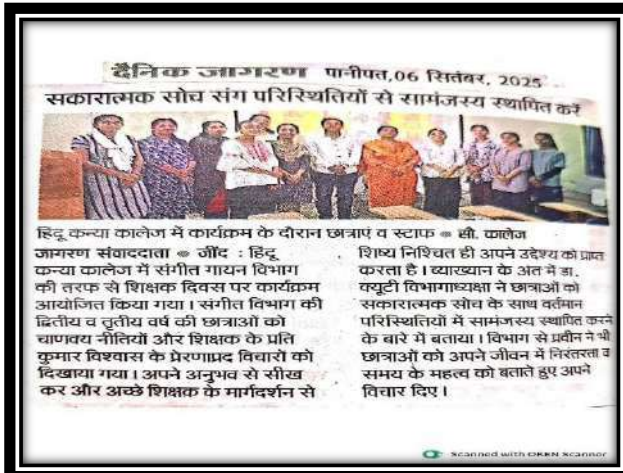 दैनिक जागरण पानीपत,06 सितंबर, 2025
सकारात्मक सोच संग परिस्थितियों से सामंजस्य स्थापित करें
हिंदू कन्या कालेज में कार्यक्रम के दौरान छात्राएं व स्टाफ ● सौ. कालेज
जागरण संवाददाता ● जींद : हिंदू
कन्या कालेज में संगीत गायन विभाग
की तरफ से शिक्षक दिवस पर कार्यक्रम
आयोजित किया गया। संगीत विभाग की
द्वितीय व तृतीय वर्ष की छात्राओं को
चाणक्य नीतियों और शिक्षक के प्रति
कुमार विश्वास के प्रेरणाप्रद विचारों को
दिखाया गया। अपने अनुभव से सीख
कर और अच्छे शिक्षक के मार्गदर्शन से
शिष्य निश्चित ही अपने उद्देश्य को प्राप्त
करता है। व्याख्यान के अंत में डा.
क्युटी विभागाध्यक्षा ने छात्राओं को
सकारात्मक सोच के साथ वर्तमान
परिस्थितियों में सामंजस्य स्थापित करने
के बारे में बताया। विभाग से प्रवीन ने भी
छात्राओं को अपने जीवन में निरंतरता व
समय के महत्व को बताते हुए अपने
विचार दिए।
Scanned with OKEN Scanner